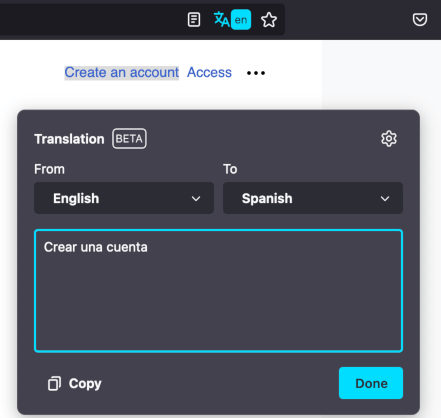 en
Create an account Access
Translation BETA
From To
English Spanish
Crear una cuenta
Copy Done